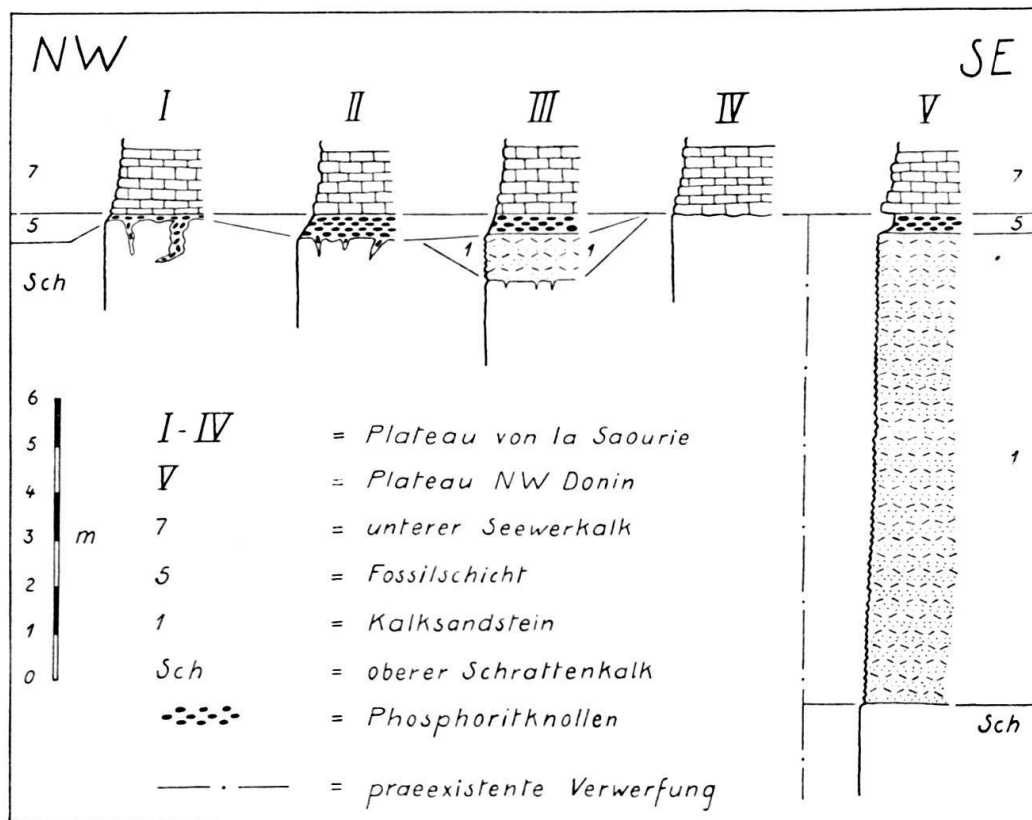 NW SE
I II III IV V
7 7
5 5
1 1
Sch
6
5
4
3 m
2
1
0
I-IV = Plateau von la Saourie
V = Plateau NW Donin
7 = unterer Seewerkalk
5 = Fossilschicht
1 = Kalksandstein
Sch = oberer Schrattenkalk
= Phosphoritknollen
= praeexistente Verwerfung
1
Sch